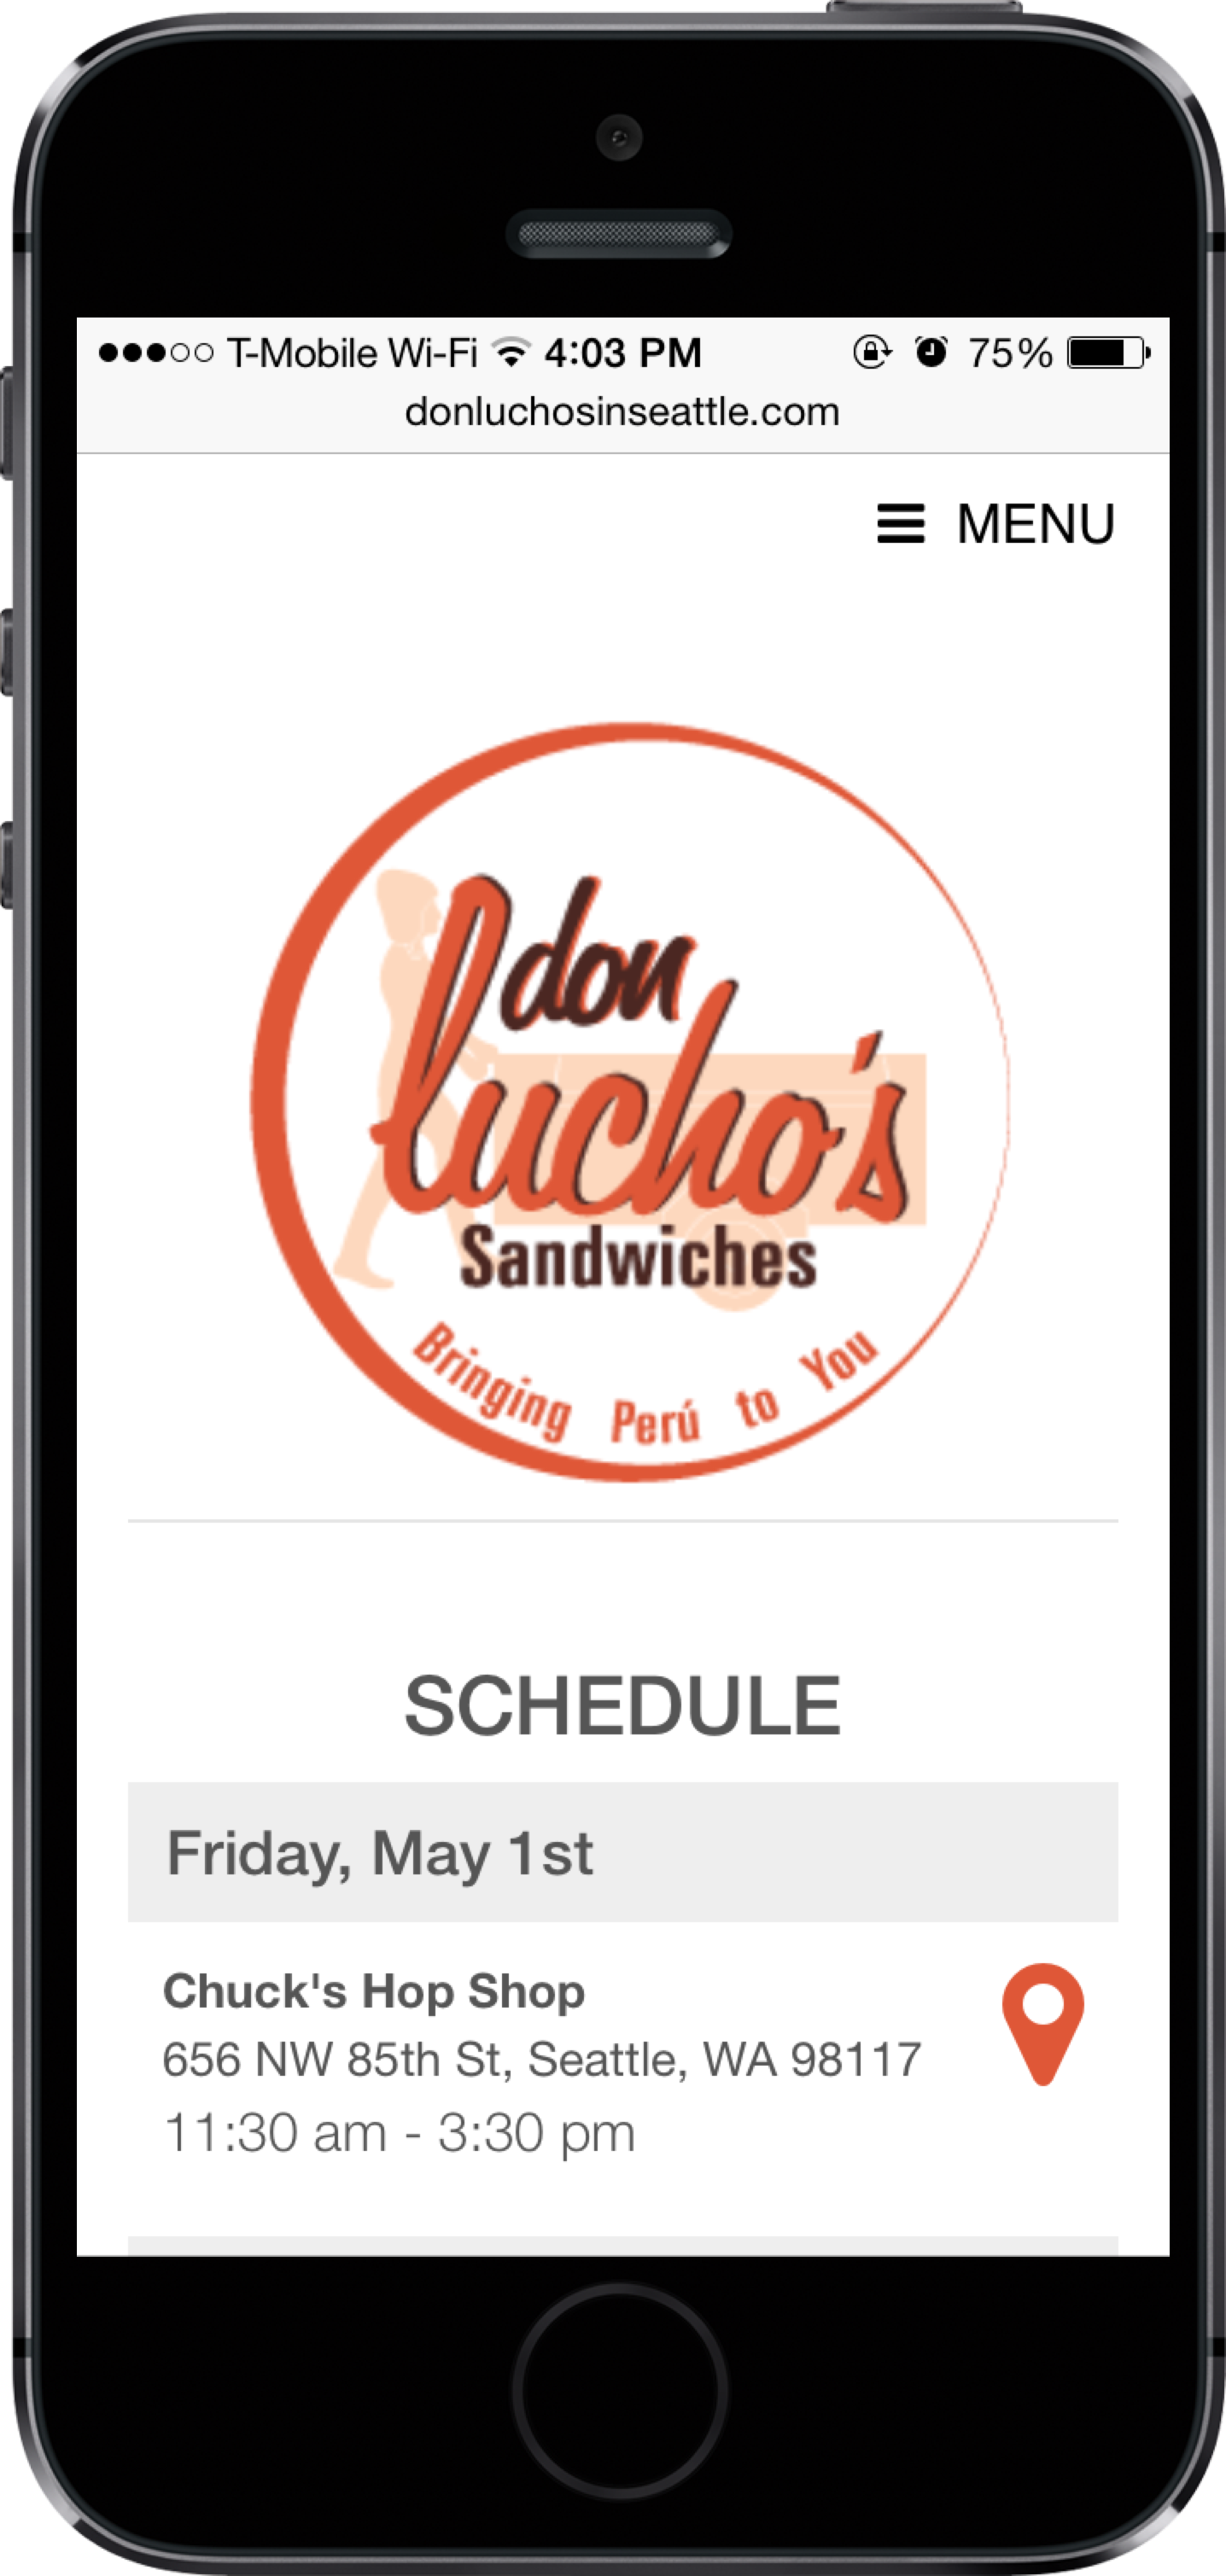 T-Mobile Wi-Fi 4:03 PM 75%
donluchosinseattle.com
MENU
don
lucho's
Sandwiches
Bringing Perú to You
SCHEDULE
Friday, May 1st
Chuck's Hop Shop
656 NW 85th St, Seattle, WA 98117
11:30 am - 3:30 pm